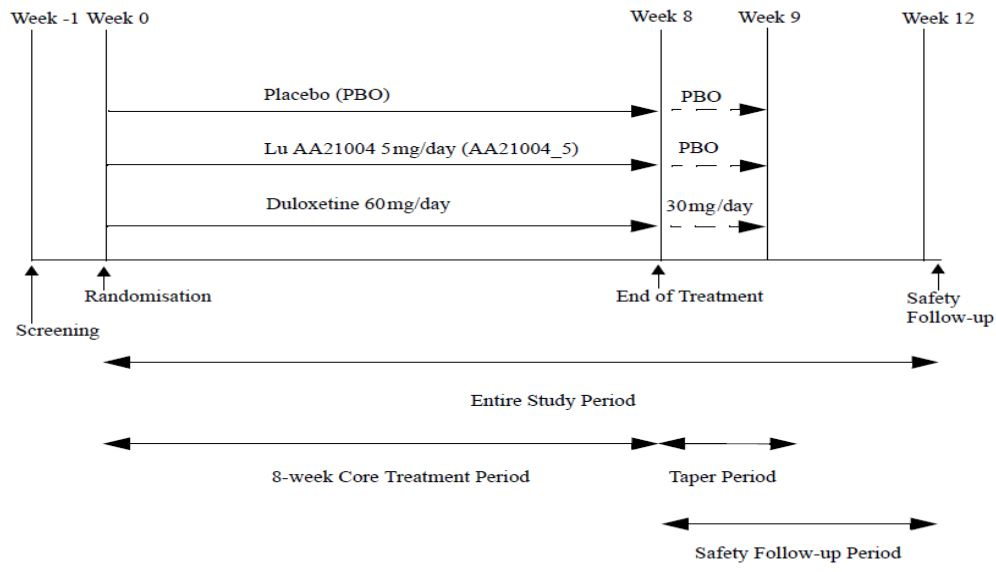 Week -1 Week 0 Week 8 Week 9 Week 12
Placebo (PBO) PBO
Lu AA21004 5mg/day (AA21004_5) PBO
Duloxetine 60mg/day 30mg/day
Randomisation End of Treatment Safety
Follow-up
Screening
Entire Study Period
8-week Core Treatment Period Taper Period
Safety Follow-up Period